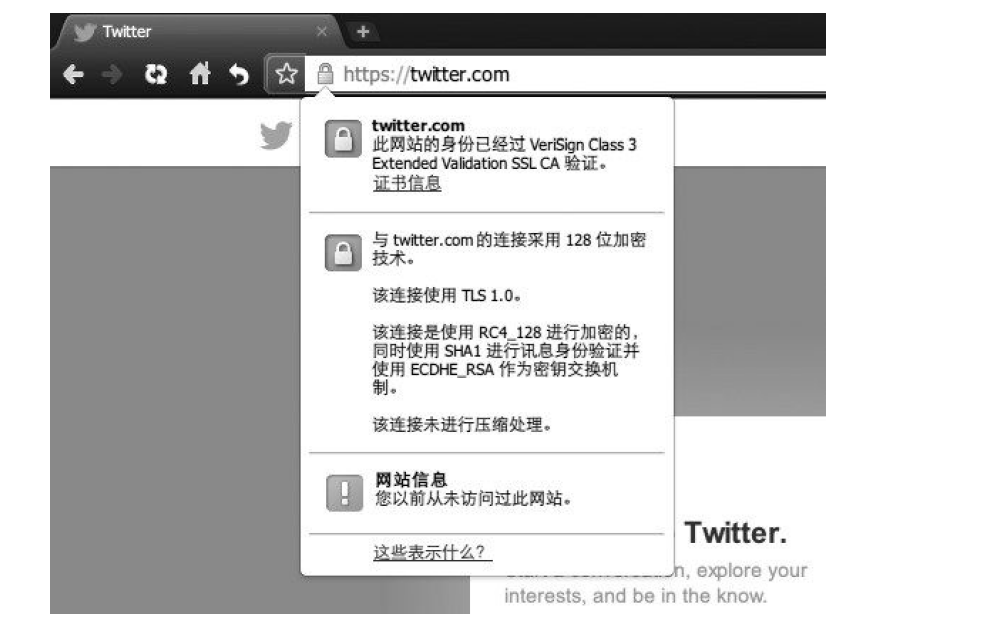 Twitter
https://twitter.com
twitter.com
此网站的身份已经过 VeriSign Class 3
Extended Validation SSL CA 验证。
证书信息
与 twitter.com 的连接采用 128 位加密
技术。
该连接使用 TLS 1.0。
该连接是使用 RC4_128 进行加密的，
同时使用 SHA1 进行讯息身份验证并
使用 ECDHE_RSA 作为密钥交换机
制。
该连接未进行压缩处理。
网站信息
您以前从未访问过此网站。
这些表示什么？
Twitter.
explore your
interests, and be in the know.